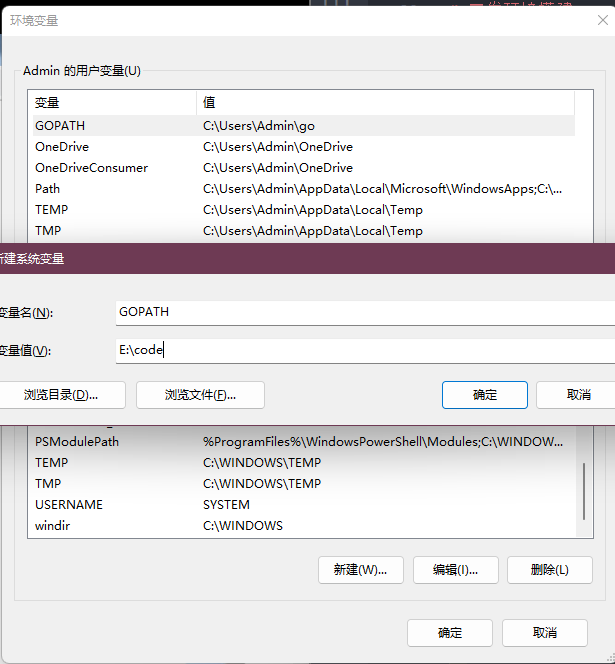 环境变量
Admin 的用户变量(U)
变量 值
GOPATH C:\Users\Admin\go
OneDrive C:\Users\Admin\OneDrive
OneDriveConsumer C:\Users\Admin\OneDrive
Path C:\Users\Admin\AppData\Local\Microsoft\WindowsApps;C:\...
TEMP C:\Users\Admin\AppData\Local\Temp
TMP C:\Users\Admin\AppData\Local\Temp
新建系统变量
变量名(N): GOPATH
变量值(V): E:\code
浏览目录(D)... 浏览文件(F)... 确定 取消
PSModulePath %ProgramFiles%\WindowsPowerShell\Modules;C:\WINDOW...
TEMP C:\WINDOWS\TEMP
TMP C:\WINDOWS\TEMP
USERNAME SYSTEM
windir C:\WINDOWS
新建(W)... 编辑(I)... 删除(L)
确定 取消